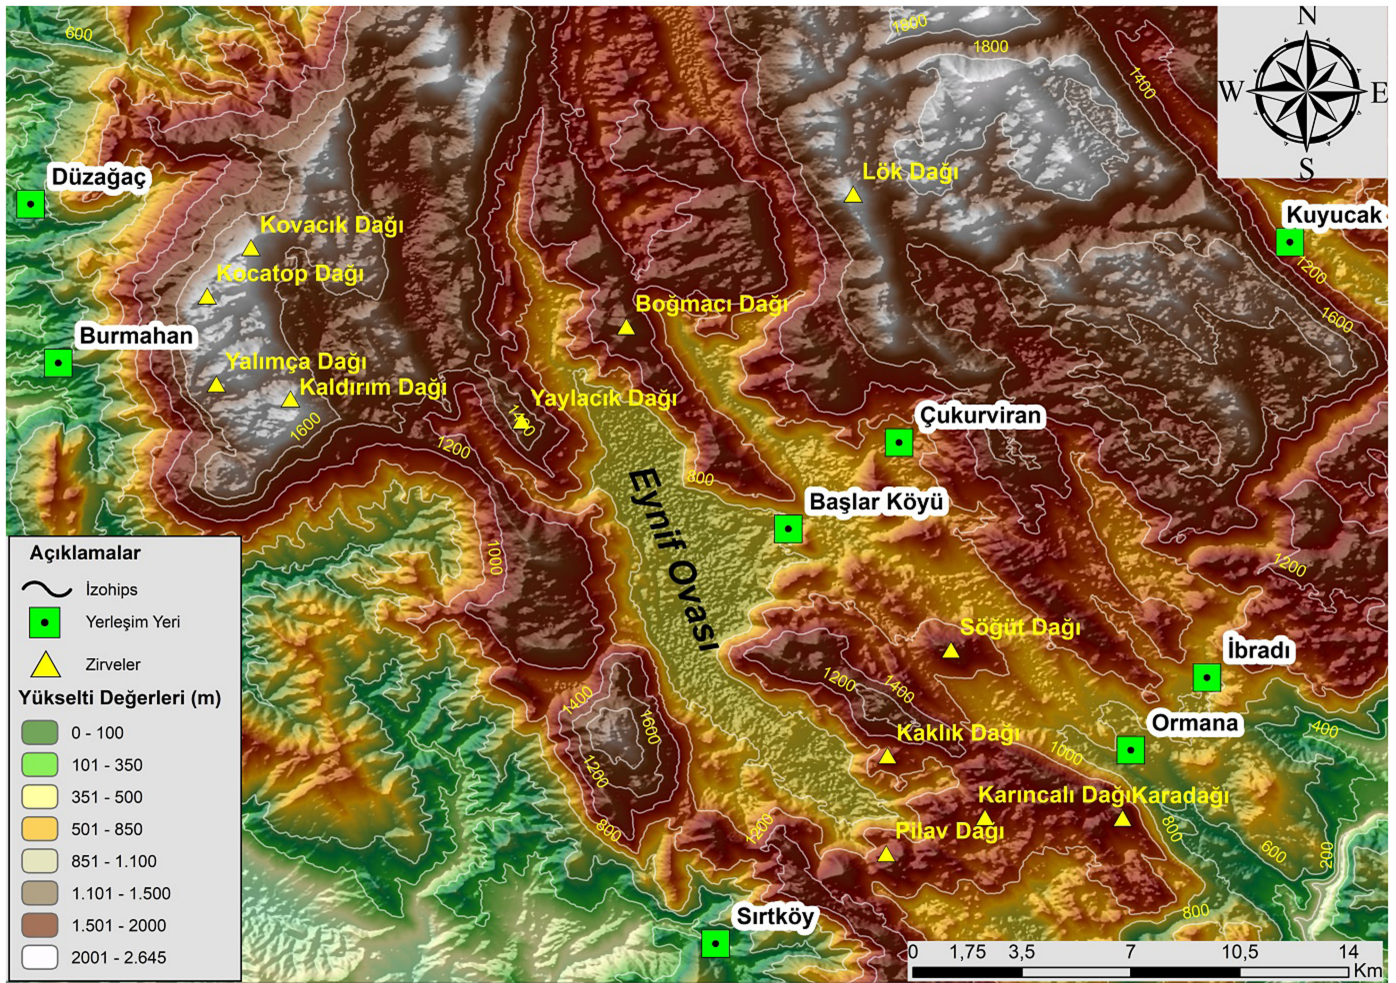 600
1800
1800
1400
N
W
E
S
Düzağaç
Lök Dağı
Kuyucak
Kovacık Dağı
1200
Kocatop Dağı
Boğmacı Dağı
1600
Burmahan
Yalımça Dağı
Kaldırım Dağı
Yaylacık Dağı
1400
Çukurviran
1600
1200
800
Eynif Ovası
Başlar Köyü
1000
1200
Söğüt Dağı
İbradı
1200
1400
1400
1600
1200
Kaklık Dağı
1000
Ormana
400
Karıncalı Dağı
Karadağı
Pilav Dağı
800
1200
800
600
200
800
Sırtköy
Açıklamalar
İzohips
Yerleşim Yeri
Zirveler
Yükselti Değerleri (m)
0 - 100
101 - 350
351 - 500
501 - 850
851 - 1.100
1.101 - 1.500
1.501 - 2000
2001 - 2.645
0 1,75 3,5 7 10,5 14
Km